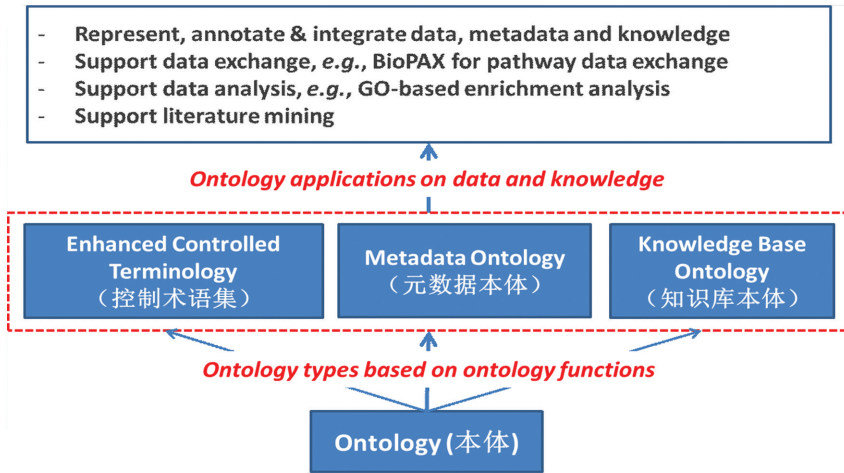 - Represent, annotate & integrate data, metadata and knowledge
- Support data exchange, e.g., BioPAX for pathway data exchange
- Support data analysis, e.g., GO-based enrichment analysis
- Support literature mining
Ontology applications on data and knowledge
Enhanced Controlled
Terminology
（控制术语集）
Metadata Ontology
（元数据本体）
Knowledge Base
Ontology
（知识库本体）
Ontology types based on ontology functions
Ontology (本体)